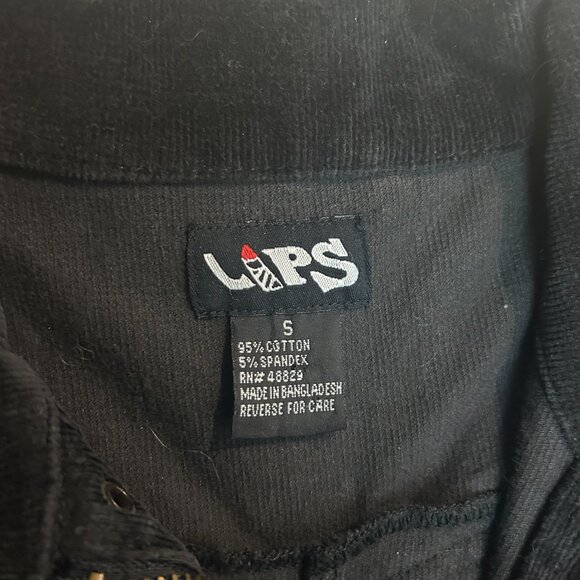 LIPS
S
95% COTTON
5% SPANDEX
RN# 48829
MADE IN BANGLADESH
REVERSE FOR CARE